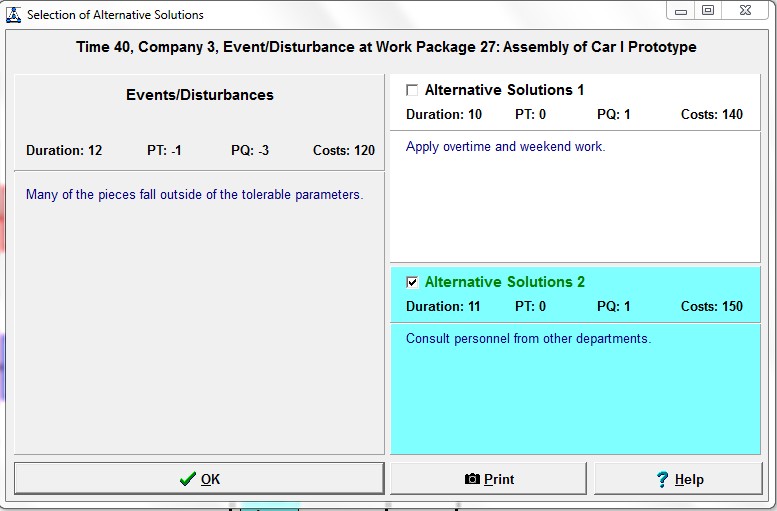 Selection of Alternative Solutions
Time 40, Company 3, Event/Disturbance at Work Package 27: Assembly of Car I Prototype
Events/Disturbances
Duration: 12 PT: -1 PQ: -3 Costs: 120
Many of the pieces fall outside of the tolerable parameters.
Alternative Solutions 1
Duration: 10 PT: 0 PQ: 1 Costs: 140
Apply overtime and weekend work.
Alternative Solutions 2
Duration: 11 PT: 0 PQ: 1 Costs: 150
Consult personnel from other departments.
OK
Print
Help